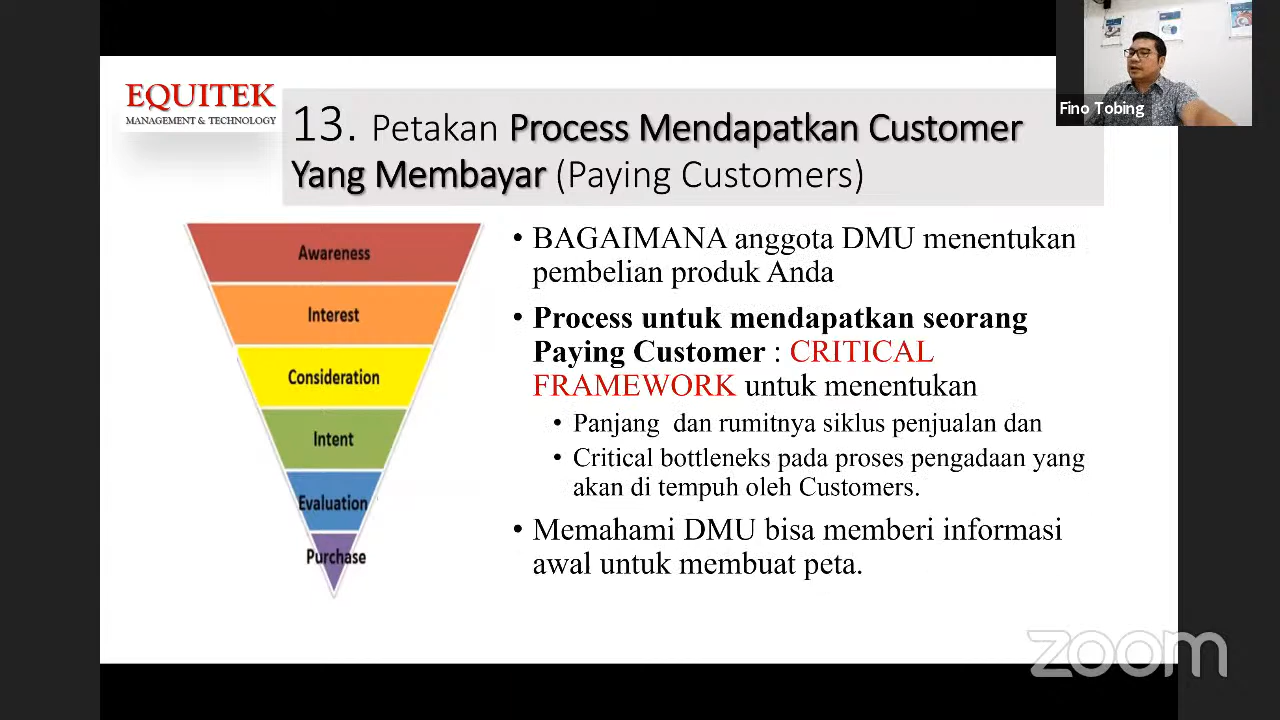 EQUITEK
MANAGEMENT & TECHNOLOGY
13. Petakan Process Mendapatkan Customer
Yang Membayar (Paying Customers)
Awareness
Interest
Consideration
Intent
Evaluation
Purchase
• BAGAIMANA anggota DMU menentukan
pembelian produk Anda
• Process untuk mendapatkan seorang
Paying Customer : CRITICAL
FRAMEWORK untuk menentukan
• Panjang dan rumitnya siklus penjualan dan
• Critical bottleneks pada proses pengadaan yang
akan di tempuh oleh Customers.
• Memahami DMU bisa memberi informasi
awal untuk membuat peta.
Fino Tobing
zoom